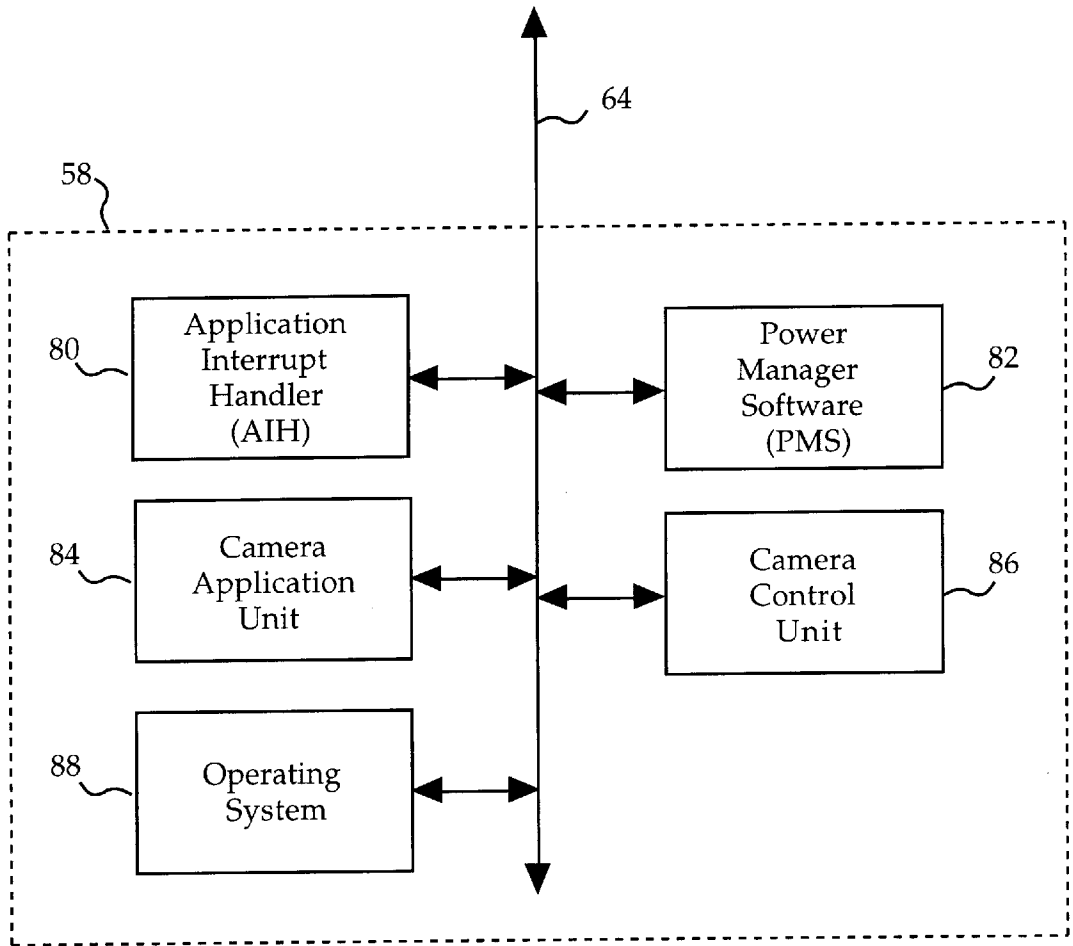 64
58
80
Application
Interrupt
Handler
(AIH)
Power
Manager
Software
(PMS)
82
84
Camera
Application
Unit
Camera
Control
Unit
86
88
Operating
System